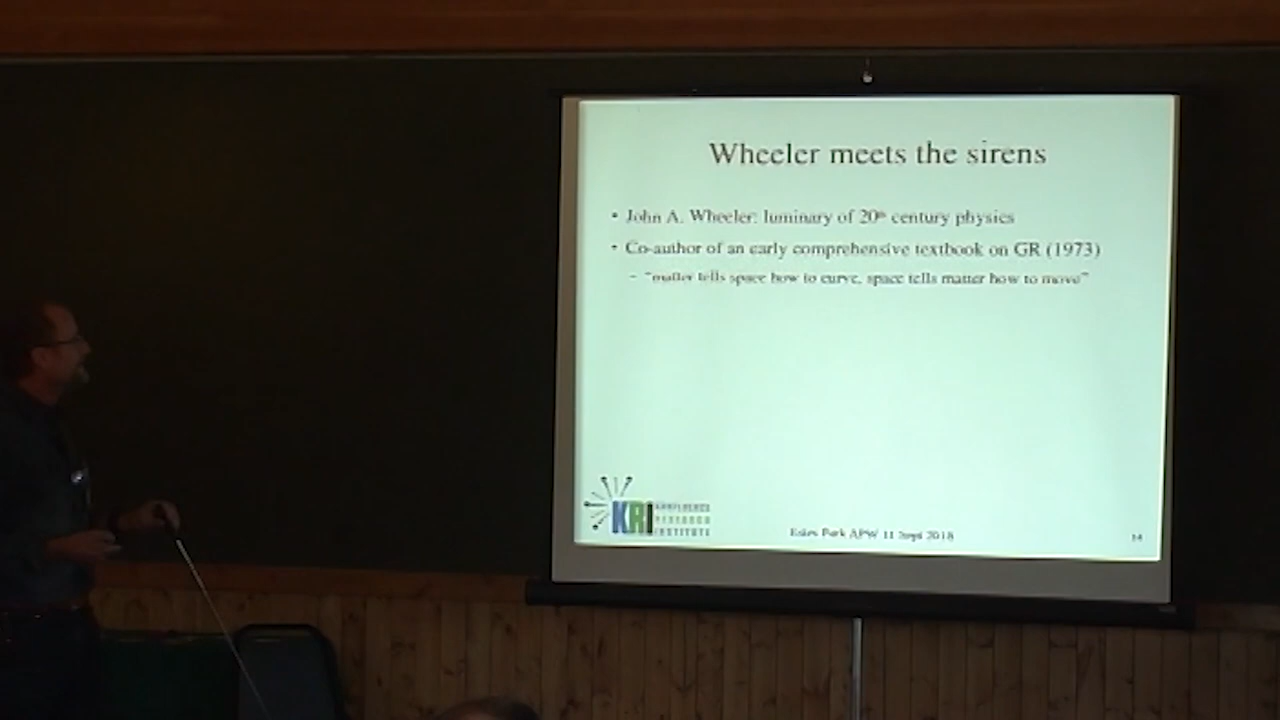 Wheeler meets the sirens
• John A. Wheeler: luminary of 20th century physics
• Co-author of an early comprehensive textbook on GR (1973)
– "matter tells space how to curve, space tells matter how to move"
KRI
RESEARCH
INSTITUTE
Estes Park APW 11 Sept 2018
14